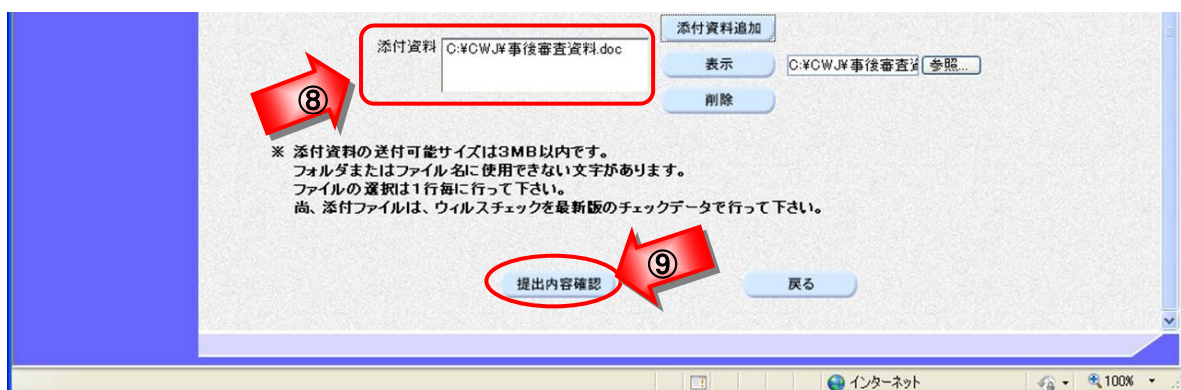 添付資料追加
添付資料 C:¥CWJ¥事後審査資料.doc
表示 C:¥CWJ¥事後審査資 参照...
⑧
削除
※ 添付資料の送付可能サイズは3MB以内です。
フォルダまたはファイル名に使用できない文字があります。
ファイルの選択は1行毎に行って下さい。
尚、添付ファイルは、ウィルスチェックを最新版のチェックデータで行って下さい。
⑨
提出内容確認 戻る
インターネット 100%